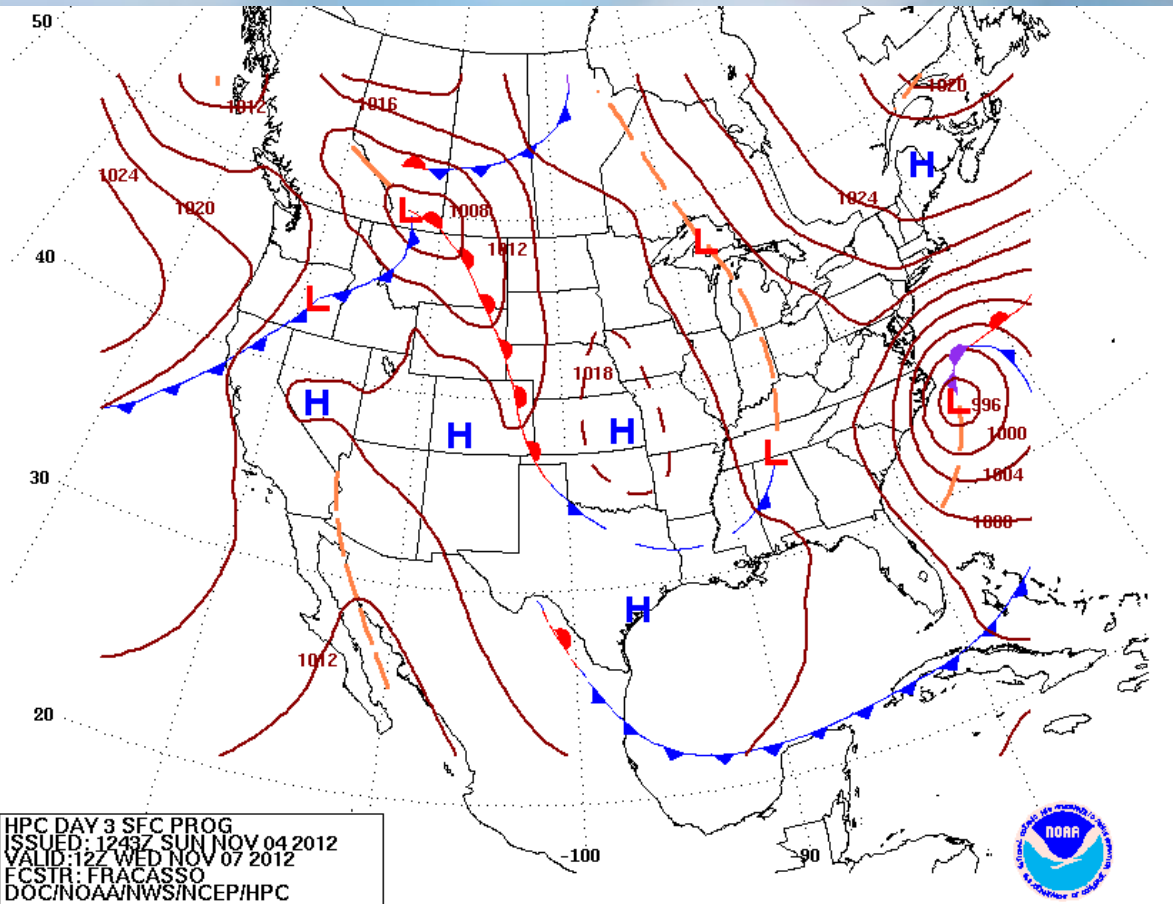 50
1012
1016
1020
H
1024
1020
1024
L
1008
L
1012
L
40
L
1018
H
H
H
L
L
996
1000
1004
30
H
1012
20
-100
-90
HPC DAY 3 SFC PROG
ISSUED: 1243Z SUN NOV 04 2012
VALID:12Z WED NOV 07 2012
FCSTR: FRACASSO
DOC/NOAA/NWS/NCEP/HPC
NOAA